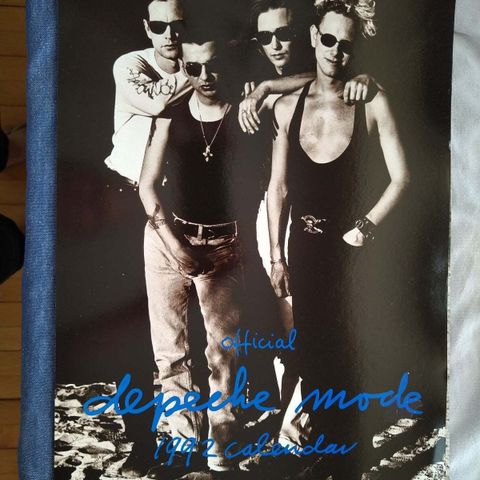 official
depeche mode
1992 calendar